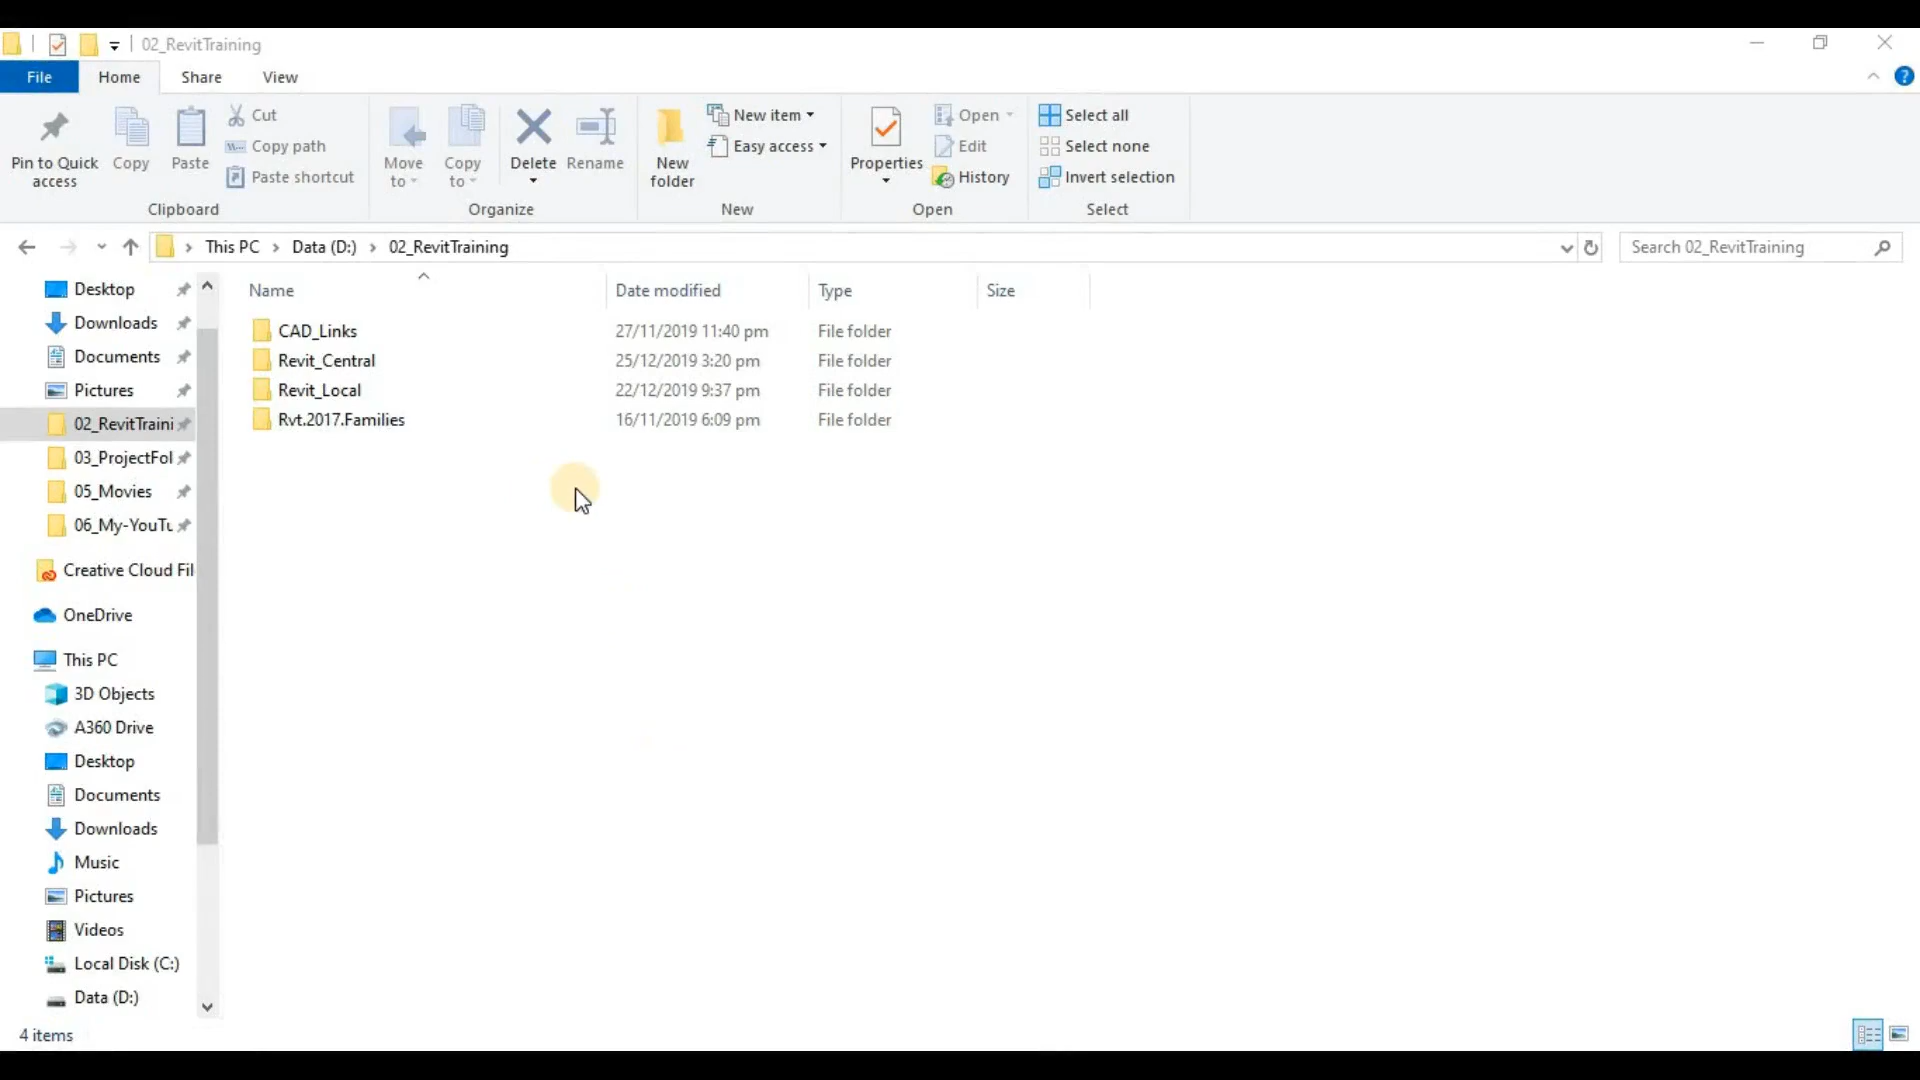 02_RevitTraining
File Home Share View
Pin to Quick access
Copy
Paste
Cut
Copy path
Paste shortcut
Clipboard
Move to
Copy to
Delete
Rename
Organize
New folder
New item
Easy access
New
Properties
Open
Edit
History
Open
Select all
Select none
Invert selection
Select
This PC > Data (D:) > 02_RevitTraining
Search 02_RevitTraining
Name Date modified Type Size
CAD_Links 27/11/2019 11:40 pm File folder
Revit_Central 25/12/2019 3:20 pm File folder
Revit_Local 22/12/2019 9:37 pm File folder
Rvt.2017.Families 16/11/2019 6:09 pm File folder
Desktop
Downloads
Documents
Pictures
02_RevitTraini
03_ProjectFol
05_Movies
06_My-YouTu
Creative Cloud Fil
OneDrive
This PC
3D Objects
A360 Drive
Desktop
Documents
Downloads
Music
Pictures
Videos
Local Disk (C:)
Data (D:)
4 items